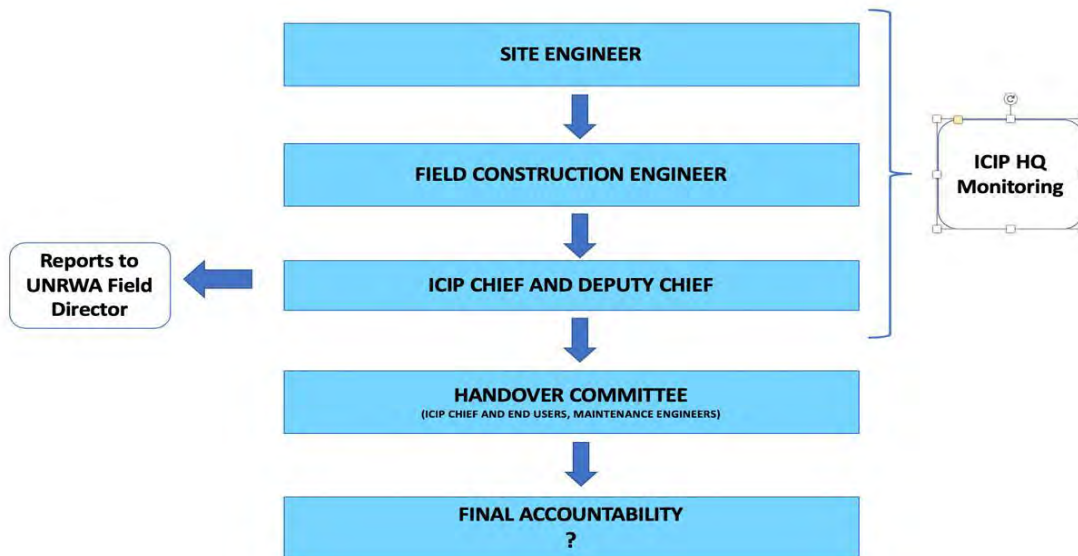 SITE ENGINEER
FIELD CONSTRUCTION ENGINEER
ICIP HQ
Monitoring
Reports to
UNRWA Field
Director
ICIP CHIEF AND DEPUTY CHIEF
HANDOVER COMMITTEE
(ICIP CHIEF AND END USERS, MAINTENANCE ENGINEERS)
FINAL ACCOUNTABILITY
?